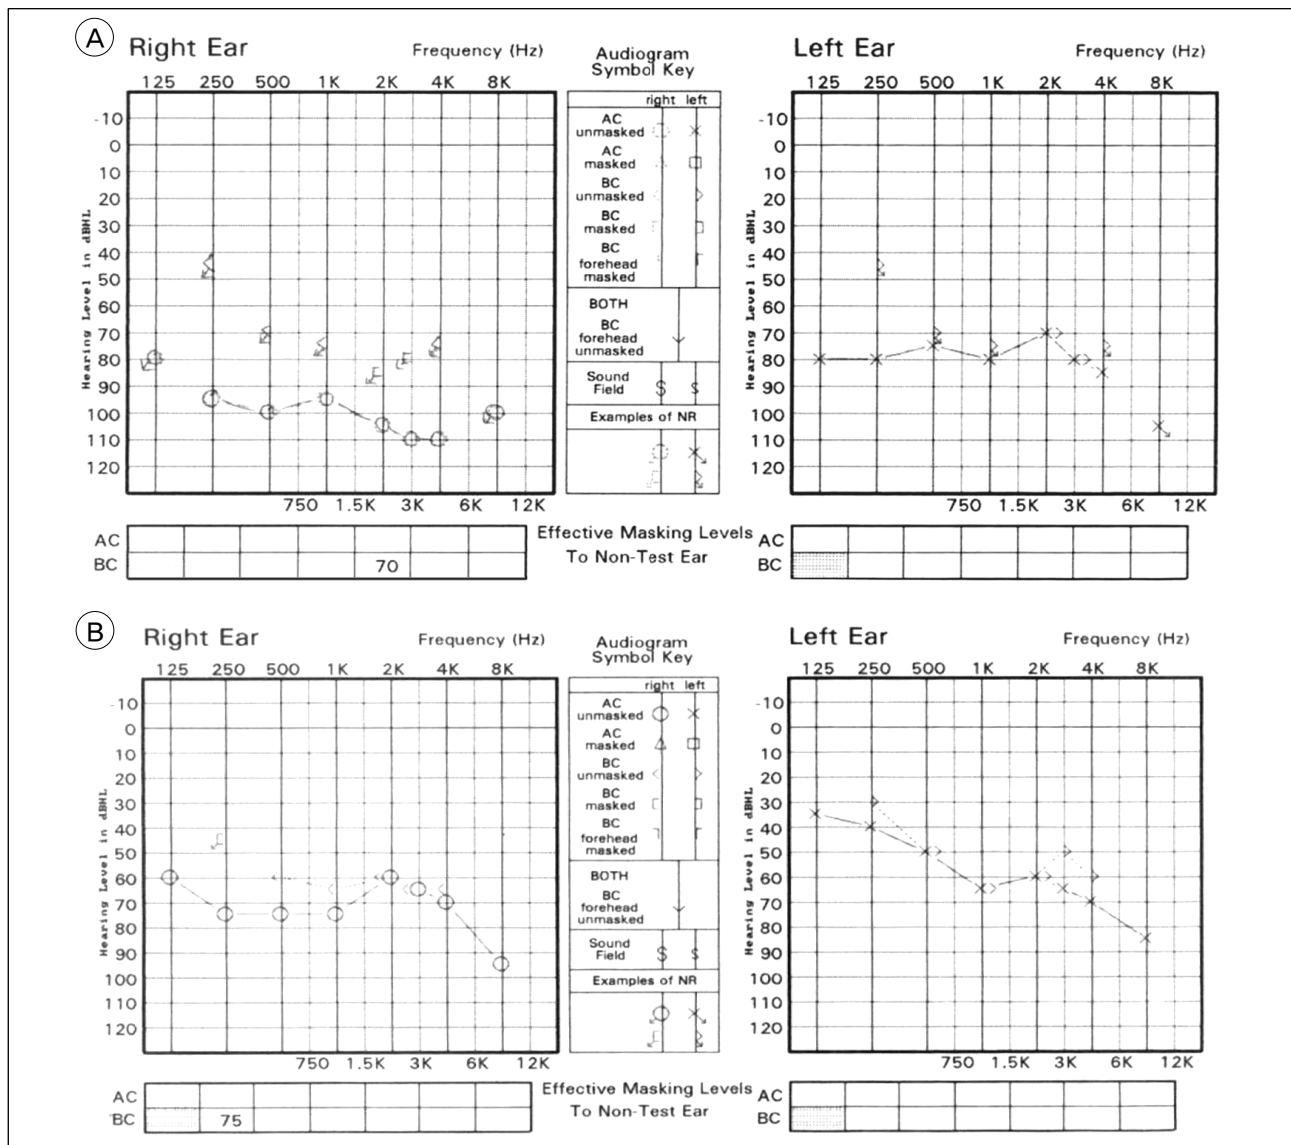 A
Right Ear
Frequency (Hz)
125 250 500 1K 2K 4K 8K
Hearing Level in dBHL
-10
0
10
20
30
40
50
60
70
80
90
100
110
120
750 1.5K 3K 6K 12K
AC
BC 70
Audiogram
Symbol Key
right left
AC
unmasked
AC
masked
BC
unmasked
BC
masked
BC
forehead
masked
BOTH
BC
forehead
unmasked
Sound
Field
S S
Examples of NR
Effective Masking Levels
To Non-Test Ear
Left Ear
Frequency (Hz)
125 250 500 1K 2K 4K 8K
Hearing Level in dBHL
-10
0
10
20
30
40
50
60
70
80
90
100
110
120
750 1.5K 3K 6K 12K
AC
BC
B
Right Ear
Frequency (Hz)
125 250 500 1K 2K 4K 8K
Hearing Level in dBHL
-10
0
10
20
30
40
50
60
70
80
90
100
110
120
750 1.5K 3K 6K 12K
AC
BC 75
Audiogram
Symbol Key
right left
AC
unmasked
AC
masked
BC
unmasked
BC
masked
BC
forehead
masked
BOTH
BC
forehead
unmasked
Sound
Field
S S
Examples of NR
Effective Masking Levels
To Non-Test Ear
Left Ear
Frequency (Hz)
125 250 500 1K 2K 4K 8K
Hearing Level in dBHL
-10
0
10
20
30
40
50
60
70
80
90
100
110
120
750 1.5K 3K 6K 12K
AC
BC